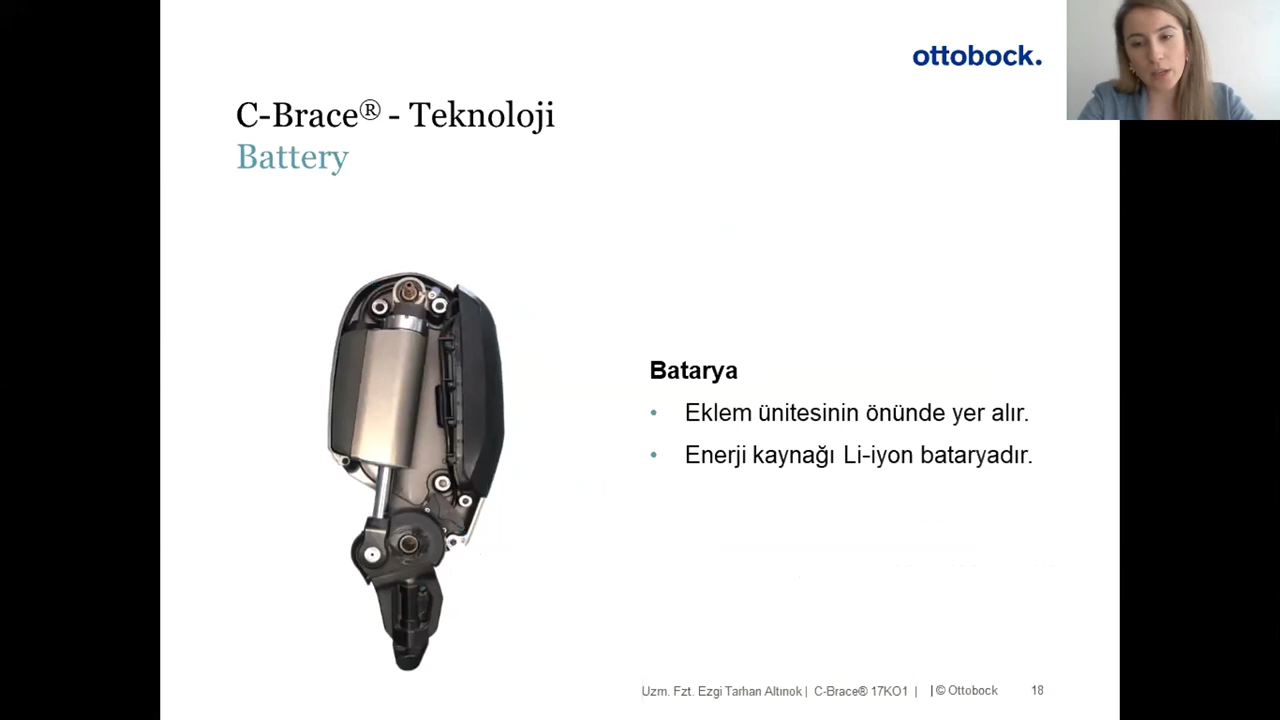 ottobock.
C-Brace® - Teknoloji
Battery
Batarya
• Eklem ünitesinin önünde yer alır.
• Enerji kaynağı Li-iyon bataryadır.
Uzm. Fzt. Ezgi Tarhan Altınok | C-Brace® 17KO1 | | © Ottobock 18